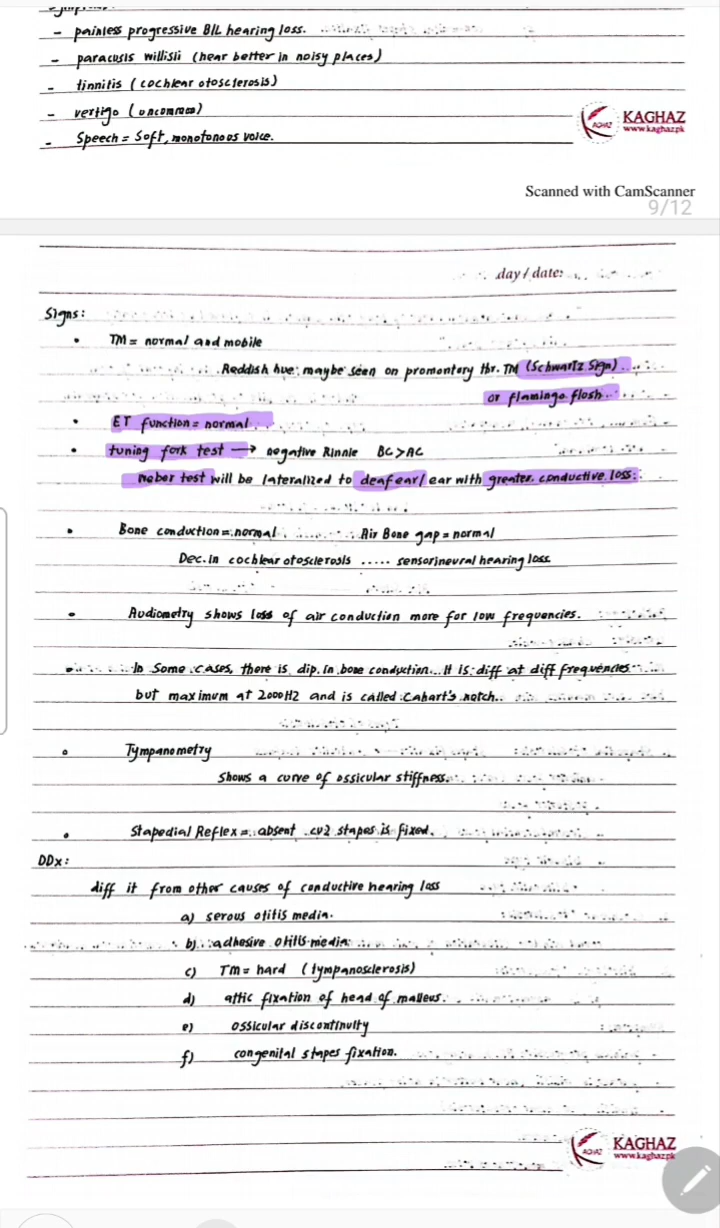 - painless progressive B/L hearing loss.
- paracusis willisii (hear better in noisy places)
- tinnitis (cochlear otosclerosis)
- vertigo (uncommon)
- Speech = Soft, monotonous voice.
KAGHAZ
www.kaghaz.pk
Scanned with CamScanner
9/12
day / date:
Signs:
• TM = normal and mobile
Reddish hue maybe seen on promontory thr. TM (Schwartz Sign)
or flamingo flush
• ET function = normal
• tuning fork test → negative Rinnie BC>AC
weber test will be lateralized to deaf ear/ ear with greater conductive loss.
• Bone conduction = normal Air Bone gap = normal
Dec. in cochlear otosclerosis ..... sensorineural hearing loss
• Audiometry shows loss of air conduction more for low frequencies.
• In some cases, there is dip in bone conduction... It is diff at diff frequencies
but maximum at 2000HZ and is called Cahart's notch.
• Tympanometry
Shows a curve of ossicular stiffness.
• Stapedial Reflex = absent cuz stapes is fixed.
DDx:
diff it from other causes of conductive hearing loss
a) serous otitis media.
b) adhesive otitis media
c) TM = hard (tympanosclerosis)
d) attic fixation of head of malleus.
e) ossicular discontinuity
f) congenital stapes fixation.
KAGHAZ
www.kaghaz.pk